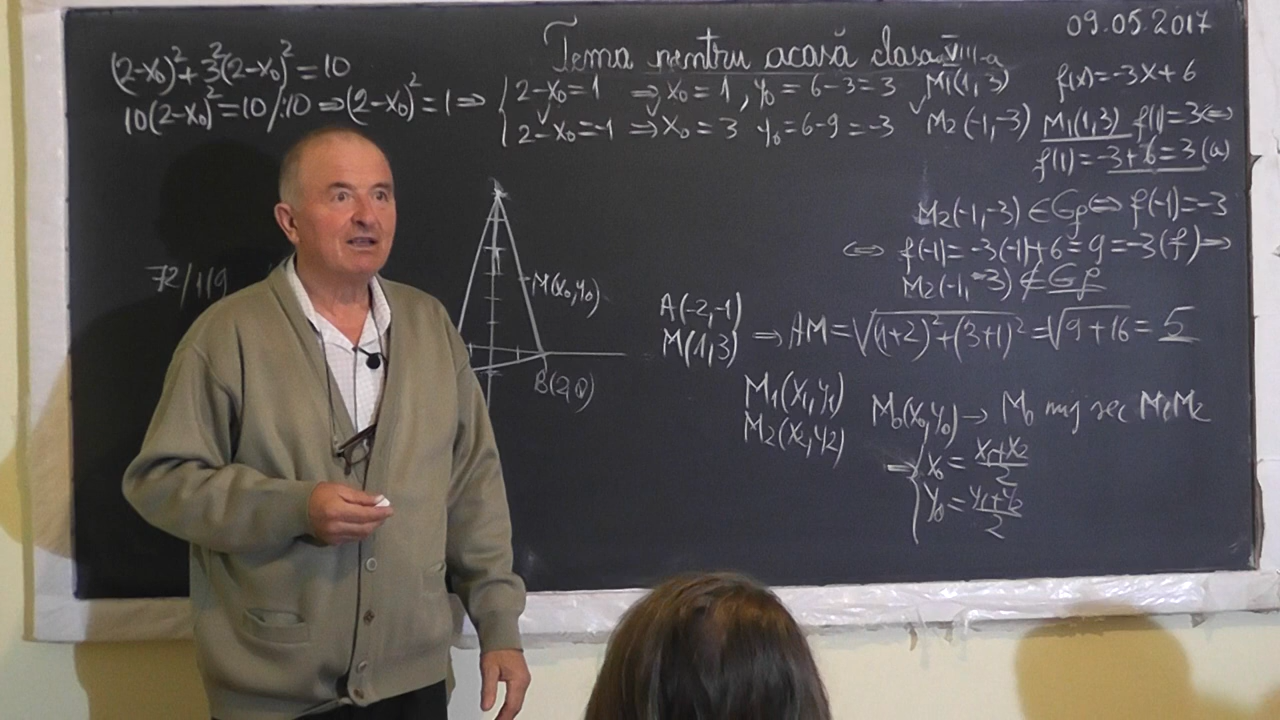 09.05.2017
Tema pentru acasă clasa VIII-a
(2-x₀)²+3²(2-x₀)²=10
10(2-x₀)²=10/:10 ⇒(2-x₀)²=1⇒
2-x₀=1 ⇒x₀=1, y₀=6-3=3 M₁(1,3)
2-x₀=-1 ⇒x₀=3 y₀=6-9=-3 M₂(-1,-3)
f(x)=-3x+6
M₁(1,3) f(1)=3⇔
f(1)=-3+6=3(a)
M₂(-1,-3)∈Gf⇔f(-1)=-3
⇔ f(-1)=-3(-1)+6=9=-3(f)⇒
M₂(-1,-3)∉Gf
72/119
M(x₀,y₀)
B(2,0)
A(-2,-1)
M(1,3) ⇒AM=√(1+2)²+(3+1)²=√9+16=5
M₁(x₁,y₁)
M₂(x₂,y₂)
M₀(x₀,y₀)→ M₀ mij seg M₁M₂
⇒ x₀=x₁+x₂/2
y₀=y₁+y₂/2